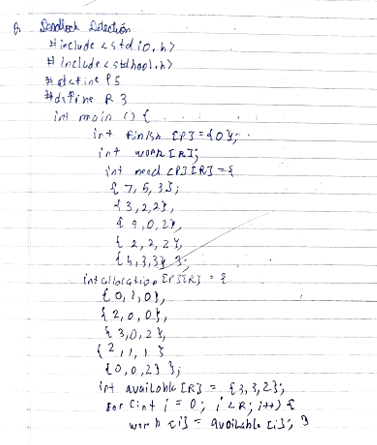 8. Deadlock Detection
#include <stdio.h>
#include <stdbool.h>
#define P 5
#define R 3
int main () {
int finish [P] = {0};
int work [R];
int need [P][R] = {
{ 7, 5, 3 },
{ 3, 2, 2 },
{ 9, 0, 2 },
{ 2, 2, 2 },
{ 4, 3, 3 } };
int allocation [P][R] = {
{ 0, 1, 0 },
{ 2, 0, 0 },
{ 3, 0, 2 },
{ 2, 1, 1 }
{ 0, 0, 2 } };
int available [R] = { 3, 3, 2 };
for (int i = 0; i < R; i++) {
work [i] = available [i]; }